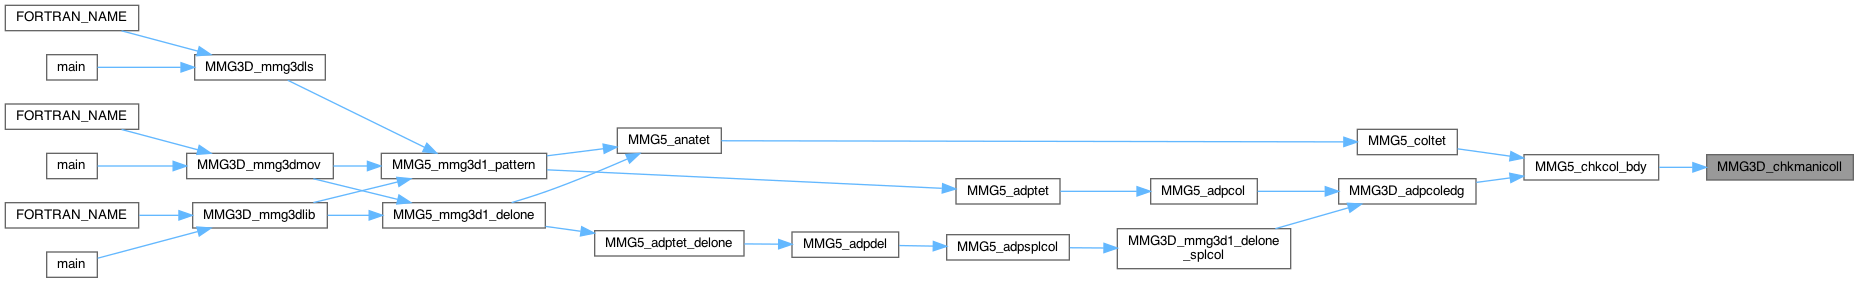 FORTRAN_NAME
main
MMG3D_mmg3dls
FORTRAN_NAME
main
MMG3D_mmg3dmov
FORTRAN_NAME
main
MMG3D_mmg3dlib
MMG5_mmg3d1_pattern
MMG5_mmg3d1_delone
MMG5_anatet
MMG5_adptet_delone
MMG5_adpdel
MMG5_adptet
MMG5_adpsplcol
MMG5_adpcol
MMG3D_mmg3d1_delone
_splcol
MMG5_coltet
MMG3D_adpcoledg
MMG5_chkcol_bdy
MMG3D_chkmanicoll